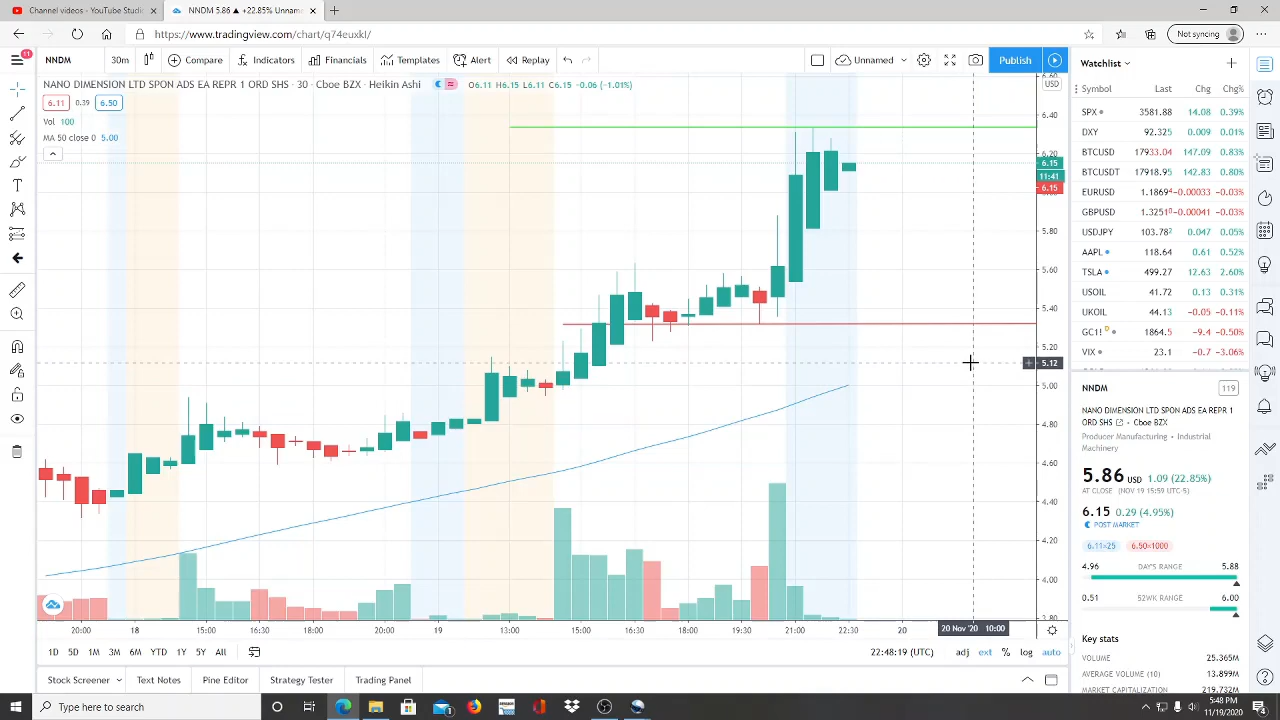 Channel videos - YouTube Studio
NNDM 5.86 ▲ +22.85% Unname
https://www.tradingview.com/chart/q74euxkI/
Not syncing
11
NNDM
30m
Compare
Indicators
Financials
Templates
Alert
Replay
Unnamed
Publish
NANO DIMENSION LTD SPON ADS EA REPR 1 ORD SHS · 30 · Cboe BZX · Heikin Ashi
O6.11 H6.15 L6.11 C6.15 −0.06 (−1.01%)
6.11 0.39 6.50
Vol 100
MA 50 close 0 5.00
USD
6.60
6.40
6.20
6.15
11:41
6.15
5.80
5.60
5.40
5.20
5.12
5.00
4.80
4.60
4.40
4.20
4.00
3.80
20:00 18 15:00 16:30 18:00 20:00 19 13:00 15:00 16:30 18:00 19:30 21:00 22:30 20 20 Nov '20 10:00
1D 5D 1M 3M 6M YTD 1Y 5Y All
22:48:19 (UTC) adj ext % log auto
Stock Screener Text Notes Pine Editor Strategy Tester Trading Panel
Watchlist
Symbol Last Chg Chg%
SPX 3581.88 14.08 0.39%
DXY 92.325 0.009 0.01%
BTCUSD 17933.04 147.09 0.83%
BTCUSDT 17918.95 142.83 0.80%
EURUSD 1.1869⁴ −0.00033 −0.03%
GBPUSD 1.3251⁰ −0.00041 −0.03%
USDJPY 103.78² 0.047 0.05%
AAPL 118.64 0.61 0.52%
TSLA 499.27 12.63 2.60%
USOIL 41.72 0.13 0.31%
UKOIL 44.13 −0.05 −0.11%
GC1! D 1864.5 −9.4 −0.50%
VIX 23.1 −0.7 −3.06%
NNDM 119
NANO DIMENSION LTD SPON ADS EA REPR 1
ORD SHS · Cboe BZX
Producer Manufacturing · Industrial
Machinery
5.86 USD 1.09 (22.85%)
AT CLOSE (NOV 19 15:59 UTC-5)
6.15 0.29 (4.95%)
POST MARKET
6.11×25 6.50×1000
4.96 DAY'S RANGE 5.88
0.51 52WK RANGE 6.00
Key stats
VOLUME 25.365M
AVERAGE VOLUME (10) 13.899M
MARKET CAPITALIZATION 219.732M
Type here to search
5:48 PM
11/19/2020